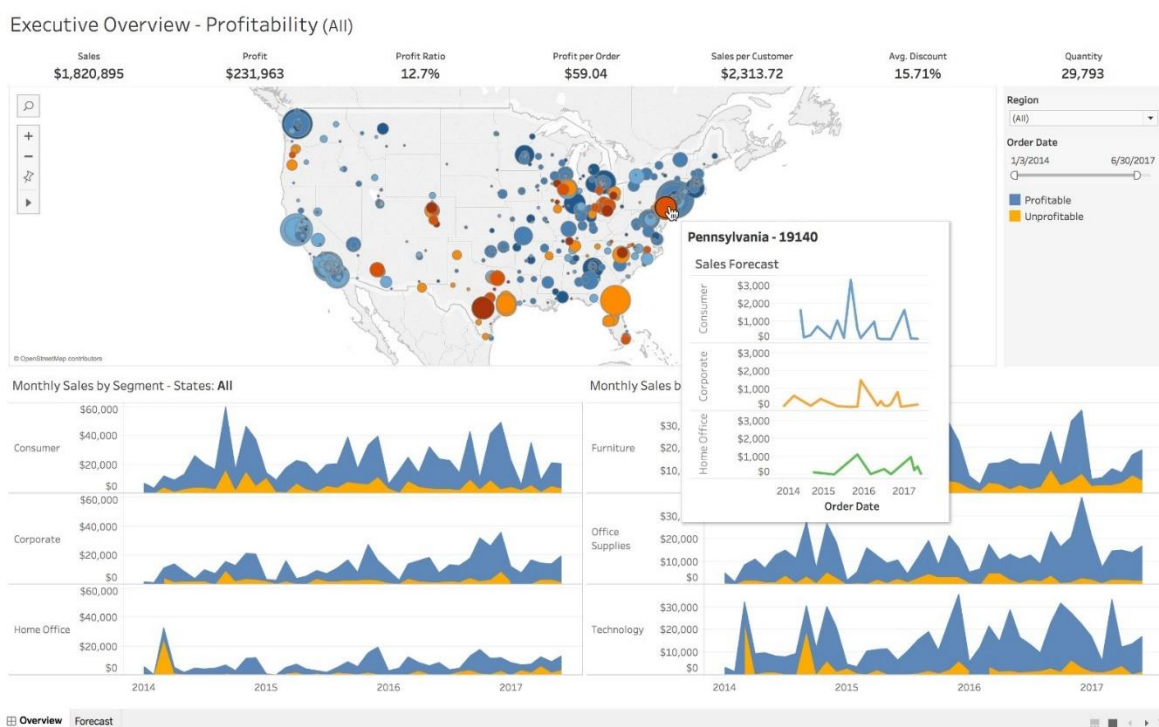 Executive Overview - Profitability (All)
Sales Profit Profit Ratio Profit per Order Sales per Customer Avg. Discount Quantity
$1,820,895 $231,963 12.7% $59.04 $2,313.72 15.71% 29,793
Region
(All)
Order Date
1/3/2014 6/30/2017
Profitable
Unprofitable
© OpenStreetMap contributors
Pennsylvania - 19140
Sales Forecast
Consumer
$3,000
$2,000
$1,000
$0
Corporate
$3,000
$2,000
$1,000
$0
Home Office
$3,000
$2,000
$1,000
$0
2014 2015 2016 2017
Order Date
Monthly Sales by Segment - States: All
Consumer
$60,000
$40,000
$20,000
$0
Corporate
$60,000
$40,000
$20,000
$0
Home Office
$60,000
$40,000
$20,000
$0
2014 2015 2016 2017
Monthly Sales b
Furniture
$30,
$20,
$10,
Office
Supplies
$30,
$20,000
$10,000
$0
Technology
$30,000
$20,000
$10,000
$0
2014 2015 2016 2017
Overview Forecast